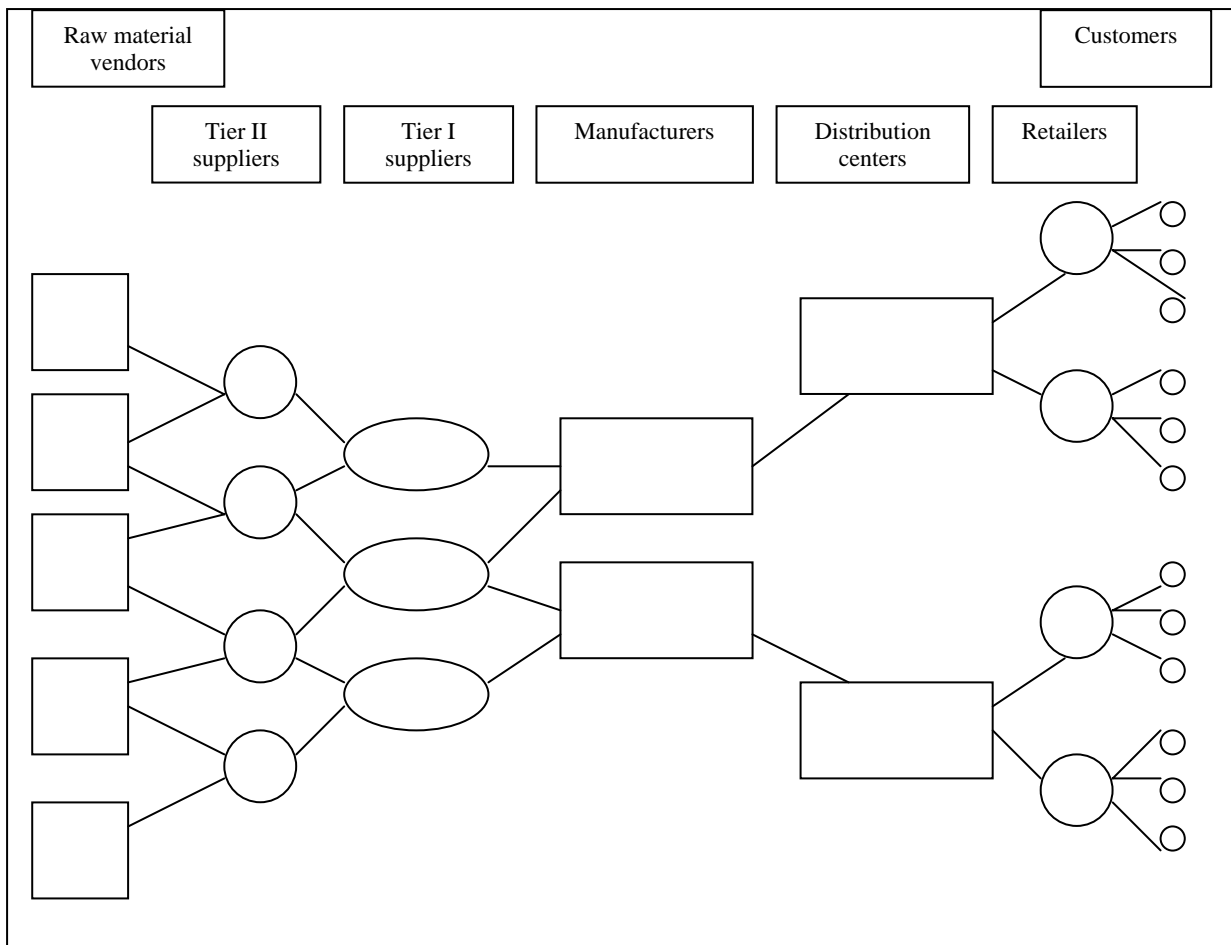 Raw material
vendors
Customers
Tier II
suppliers
Tier I
suppliers
Manufacturers
Distribution
centers
Retailers